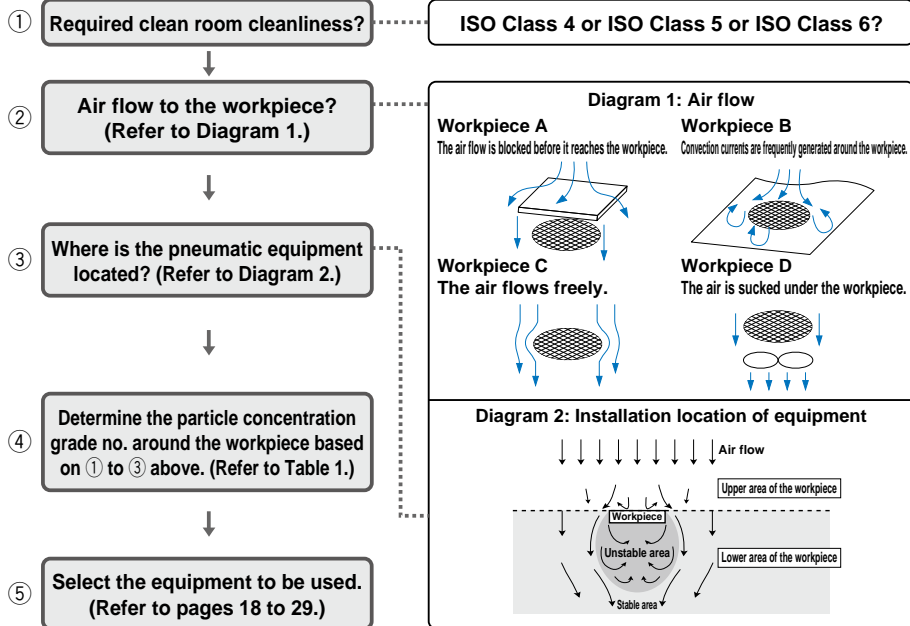 ① Required clean room cleanliness?
ISO Class 4 or ISO Class 5 or ISO Class 6?
② Air flow to the workpiece?
(Refer to Diagram 1.)
③ Where is the pneumatic equipment
located? (Refer to Diagram 2.)
④ Determine the particle concentration
grade no. around the workpiece based
on ① to ③ above. (Refer to Table 1.)
⑤ Select the equipment to be used.
(Refer to pages 18 to 29.)
Diagram 1: Air flow
Workpiece A
The air flow is blocked before it reaches the workpiece.
Workpiece B
Convection currents are frequently generated around the workpiece.
Workpiece C
The air flows freely.
Workpiece D
The air is sucked under the workpiece.
Diagram 2: Installation location of equipment
Air flow
Upper area of the workpiece
Workpiece
Unstable area
Lower area of the workpiece
Stable area